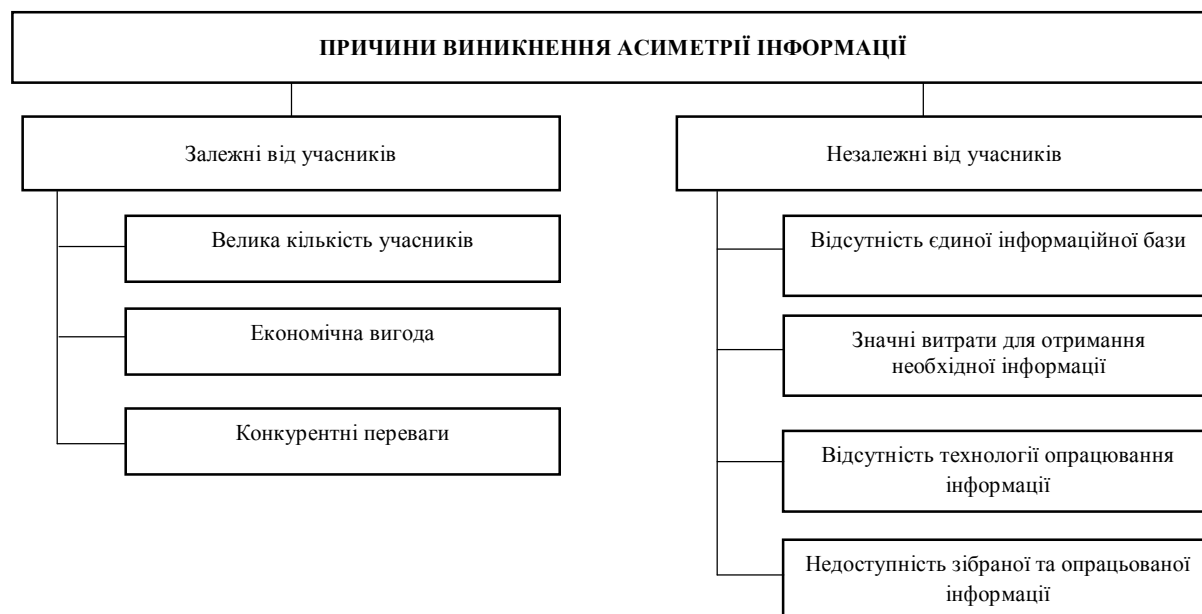 ПРИЧИНИ ВИНИКНЕННЯ АСИМЕТРІЇ ІНФОРМАЦІЇ
Залежні від учасників
Велика кількість учасників
Економічна вигода
Конкурентні переваги
Незалежні від учасників
Відсутність єдиної інформаційної бази
Значні витрати для отримання
необхідної інформації
Відсутність технології опрацювання
інформації
Недоступність зібраної та опрацьованої
інформації